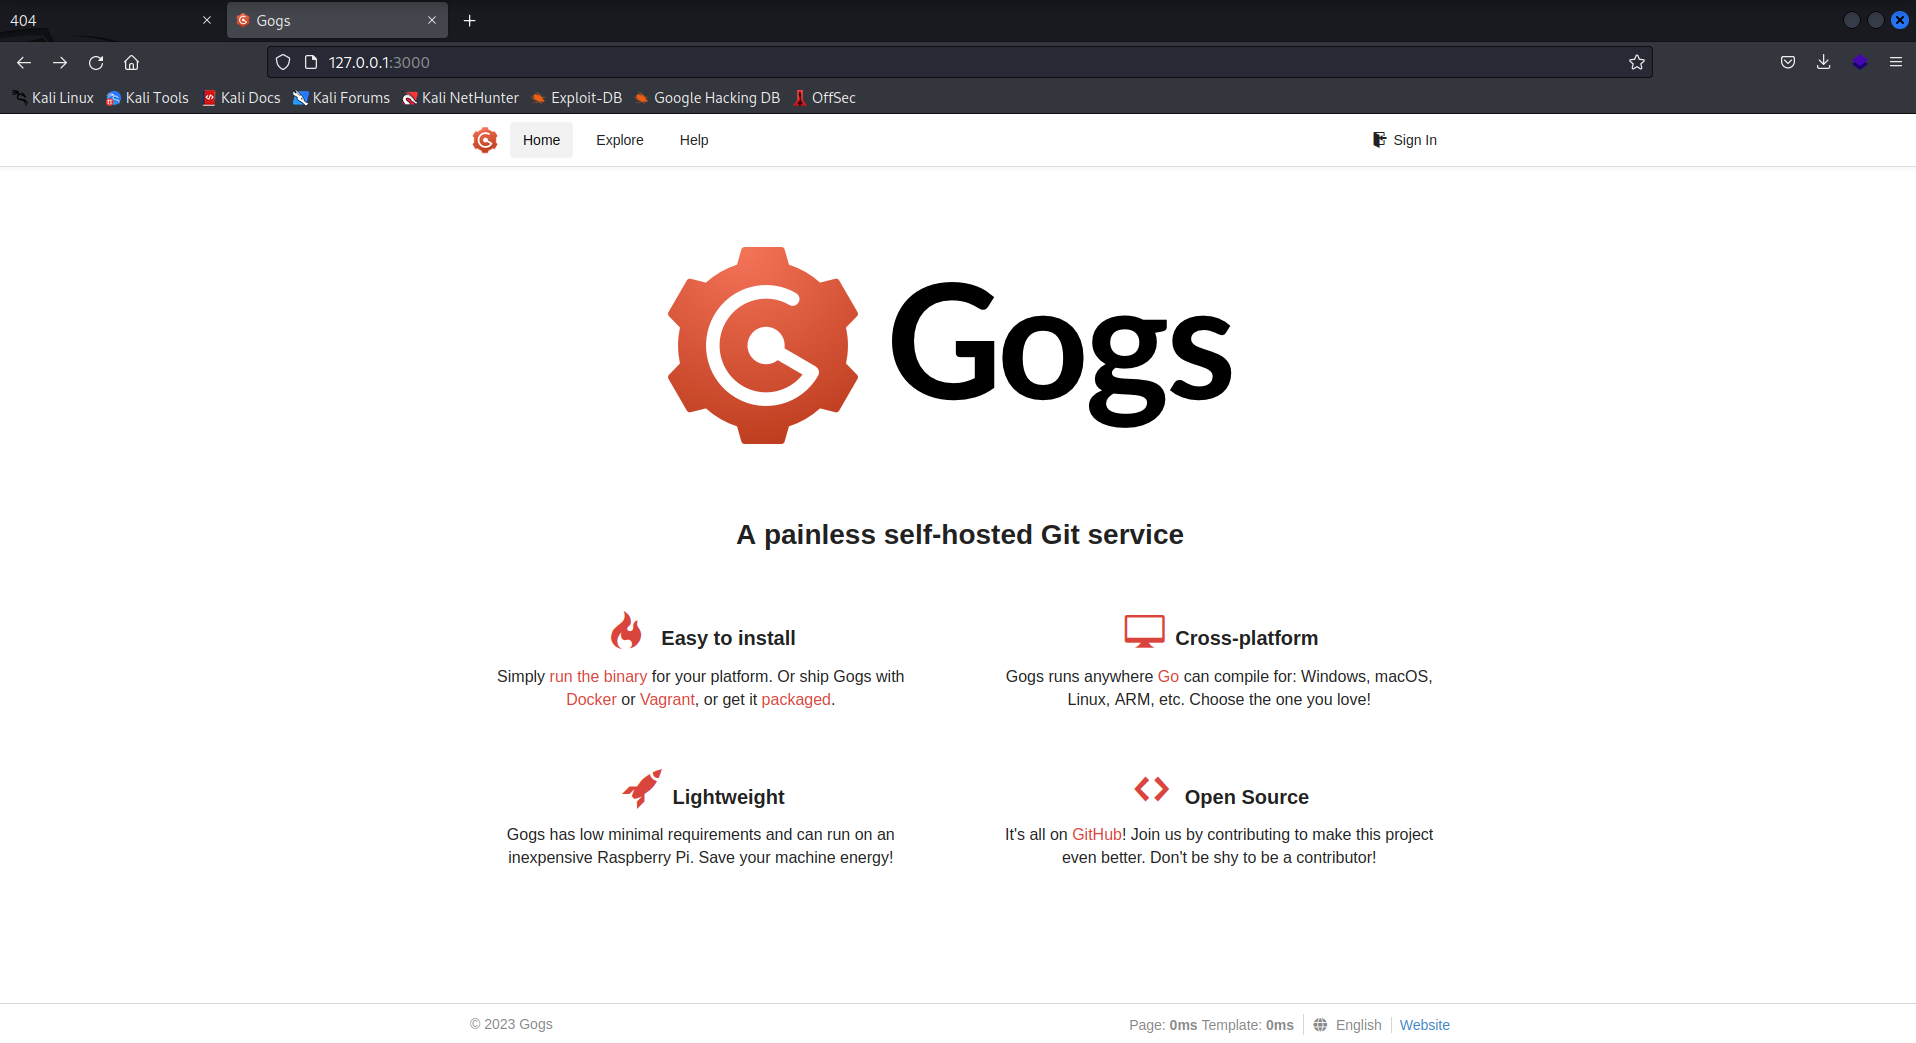 404
Gogs
127.0.0.1:3000
Kali Linux Kali Tools Kali Docs Kali Forums Kali NetHunter Exploit-DB Google Hacking DB OffSec
Home Explore Help Sign In
Gogs
A painless self-hosted Git service
Easy to install
Simply run the binary for your platform. Or ship Gogs with
Docker or Vagrant, or get it packaged.
Cross-platform
Gogs runs anywhere Go can compile for: Windows, macOS,
Linux, ARM, etc. Choose the one you love!
Lightweight
Gogs has low minimal requirements and can run on an
inexpensive Raspberry Pi. Save your machine energy!
Open Source
It's all on GitHub! Join us by contributing to make this project
even better. Don't be shy to be a contributor!
© 2023 Gogs
Page: 0ms Template: 0ms English Website